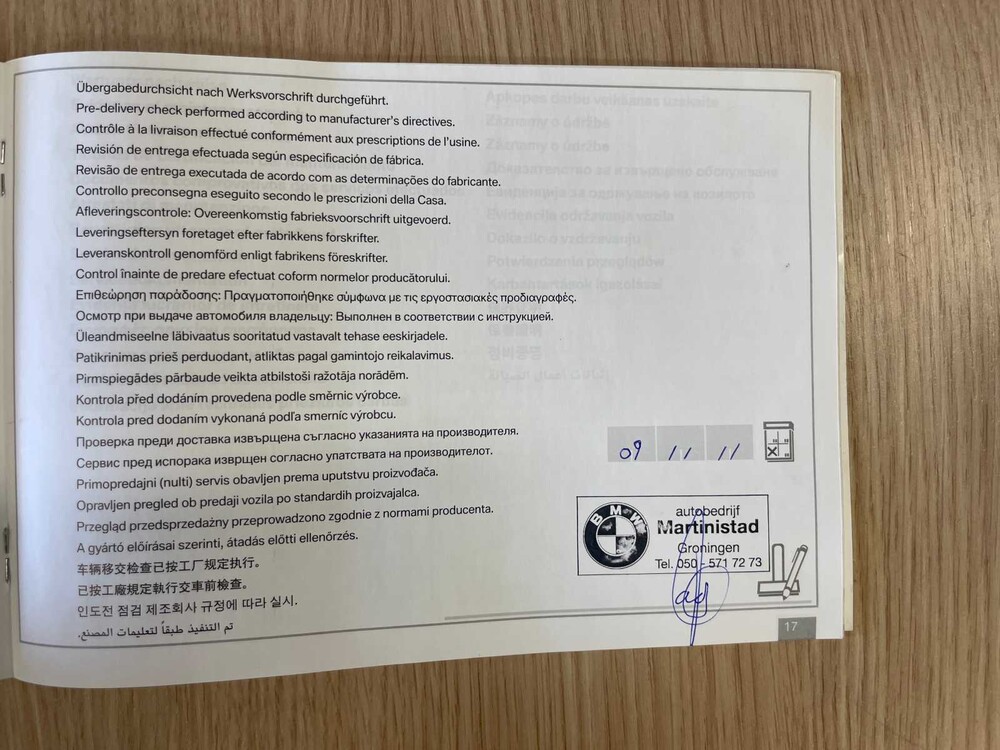 Übergabedurchsicht nach Werksvorschrift durchgeführt.
Pre-delivery check performed according to manufacturer's directives.
Contrôle à la livraison effectué conformément aux prescriptions de l'usine.
Revisión de entrega efectuada según especificación de fábrica.
Revisão de entrega executada de acordo com as determinações do fabricante.
Controllo preconsegna eseguito secondo le prescrizioni della Casa.
Afleveringscontrole: Overeenkomstig fabrieksvoorschrift uitgevoerd.
Leveringseftersyn foretaget efter fabrikkens forskrifter.
Leveranskontroll genomförd enligt fabrikens föreskrifter.
Control înainte de predare efectuat coform normelor producătorului.
Επιθεώρηση παράδοσης: Πραγματοποιήθηκε σύμφωνα με τις εργοστασιακές προδιαγραφές.
Осмотр при выдаче автомобиля владельцу: Выполнен в соответствии с инструкцией.
Üleandmiseelne läbivaatus sooritatud vastavalt tehase eeskirjadele.
Patikrinimas prieš perduodant, atliktas pagal gamintojo reikalavimus.
Pirmspiegādes pārbaude veikta atbilstoši ražotāja norādēm.
Kontrola před dodáním provedena podle směrnic výrobce.
Kontrola pred dodaním vykonaná podľa smerníc výrobcu.
Проверка преди доставка извърщена съгласно указанията на производителя.
Сервис пред испорака изврщен согласно упатствата на производителот.
Primopredajni (nulti) servis obavljen prema uputstvu proizvođača.
Opravljen pregled ob predaji vozila po standardih proizvajalca.
Przegląd przedsprzedażny przeprowadzono zgodnie z normami producenta.
A gyártó előírásai szerinti, átadás előtti ellenőrzés.
车辆移交检查已按工厂规定执行。
已按工廠規定執行交車前檢查。
인도전 점검 제조회사 규정에 따라 실시.
تم التنفيذ طبقاً لتعليمات المصنع.
09 11 11
BMW
autobedrijf
Martinistad
Groningen
Tel. 050 - 571 72 73
17